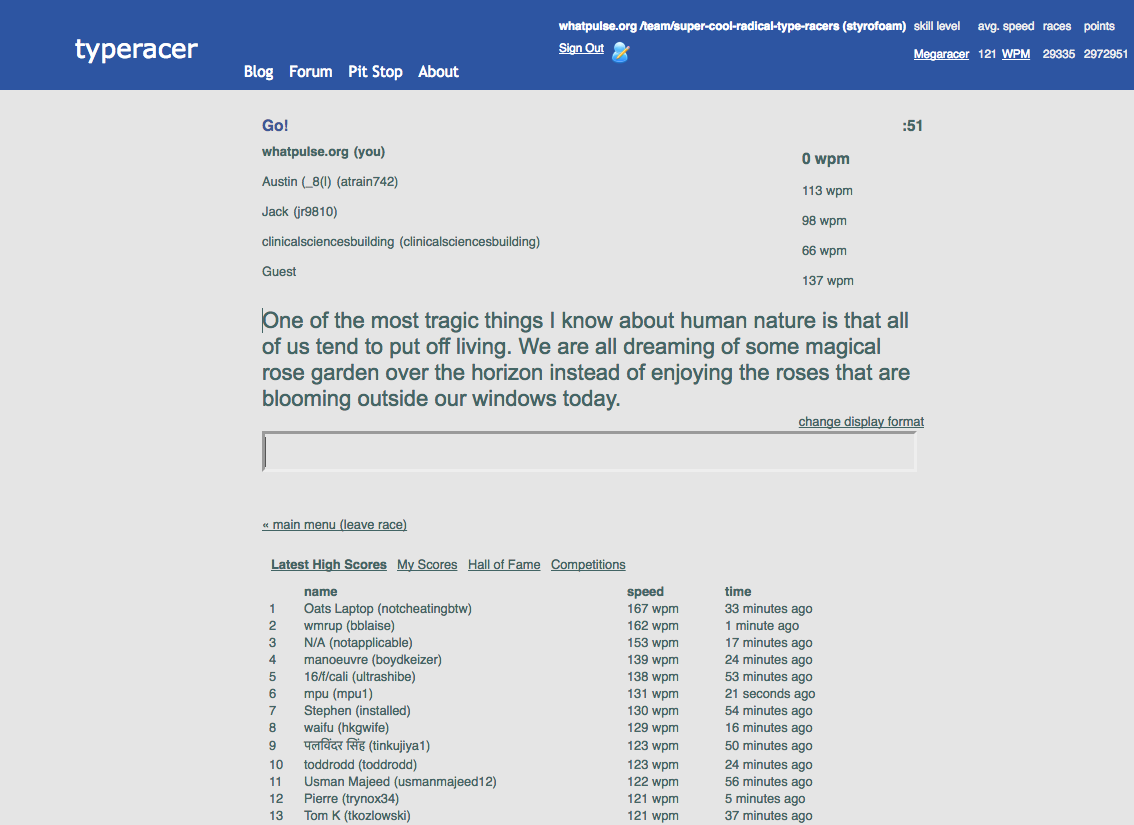 typeracer
Blog Forum Pit Stop About
whatpulse.org /team/super-cool-radical-type-racers (styrofoam) skill level avg. speed races points
Sign Out Megaracer 121 WPM 29335 2972951
Go! :51
whatpulse.org (you) 0 wpm
Austin (_8(l) (atrain742) 113 wpm
Jack (jr9810) 98 wpm
clinicalsciencesbuilding (clinicalsciencesbuilding) 66 wpm
Guest 137 wpm
One of the most tragic things I know about human nature is that all
of us tend to put off living. We are all dreaming of some magical
rose garden over the horizon instead of enjoying the roses that are
blooming outside our windows today.
change display format
« main menu (leave race)
Latest High Scores My Scores Hall of Fame Competitions
name speed time
1 Oats Laptop (notcheatingbtw) 167 wpm 33 minutes ago
2 wmrup (bblaise) 162 wpm 1 minute ago
3 N/A (notapplicable) 153 wpm 17 minutes ago
4 manoeuvre (boydkeizer) 139 wpm 24 minutes ago
5 16/f/cali (ultrashibe) 138 wpm 53 minutes ago
6 mpu (mpu1) 131 wpm 21 seconds ago
7 Stephen (installed) 130 wpm 54 minutes ago
8 waifu (hkgwife) 129 wpm 16 minutes ago
9 पलविंदर सिंह (tinkujiya1) 123 wpm 50 minutes ago
10 toddrodd (toddrodd) 123 wpm 24 minutes ago
11 Usman Majeed (usmanmajeed12) 122 wpm 56 minutes ago
12 Pierre (trynox34) 121 wpm 5 minutes ago
13 Tom K (tkozlowski) 121 wpm 37 minutes ago